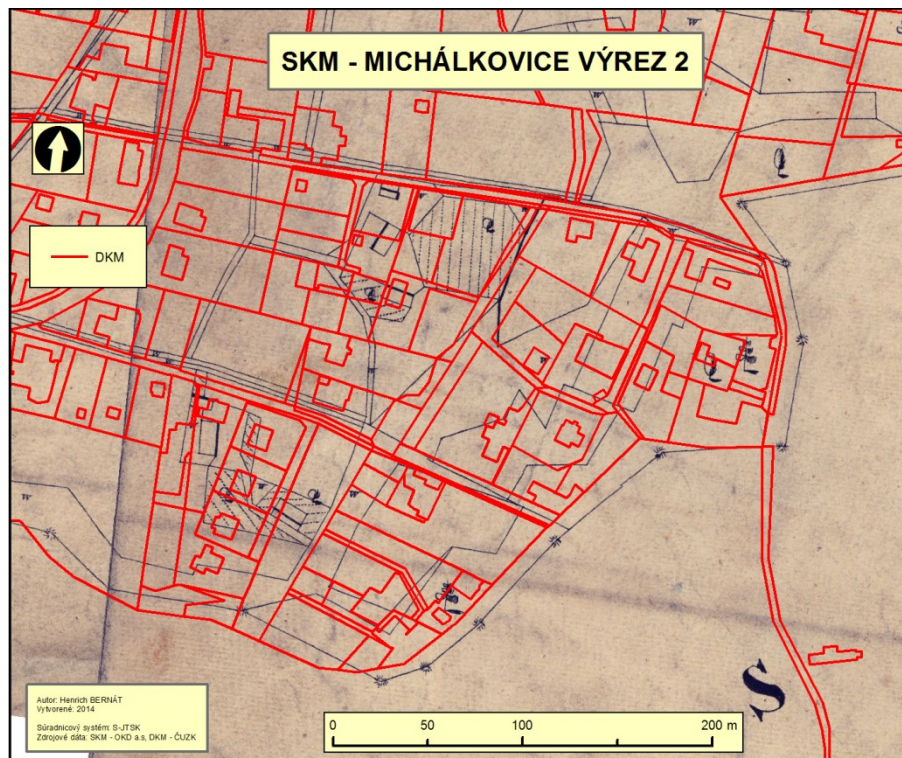 SKM - MICHÁLKOVICE VÝREZ 2
DKM
S
Autor: Henrich BERNÁT
Vytvorené: 2014
Súradnicový systém: S-JTSK
Zdrojové dáta: SKM - OKD a.s, DKM - ČUZK
0 50 100 200 m